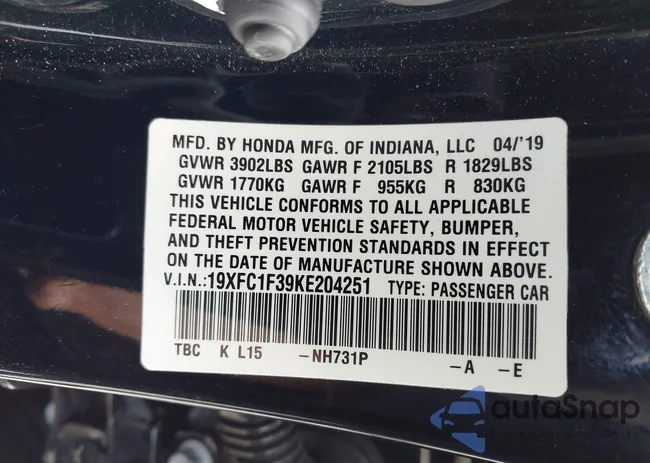 MFD. BY HONDA MFG. OF INDIANA, LLC 04/'19
GVWR 3902LBS GAWR F 2105LBS R 1829LBS
GVWR 1770KG GAWR F 955KG R 830KG
THIS VEHICLE CONFORMS TO ALL APPLICABLE
FEDERAL MOTOR VEHICLE SAFETY, BUMPER,
AND THEFT PREVENTION STANDARDS IN EFFECT
ON THE DATE OF MANUFACTURE SHOWN ABOVE.
V.I.N.:19XFC1F39KE204251 TYPE: PASSENGER CAR
TBC K L15 -NH731P -A -E
autoSnap